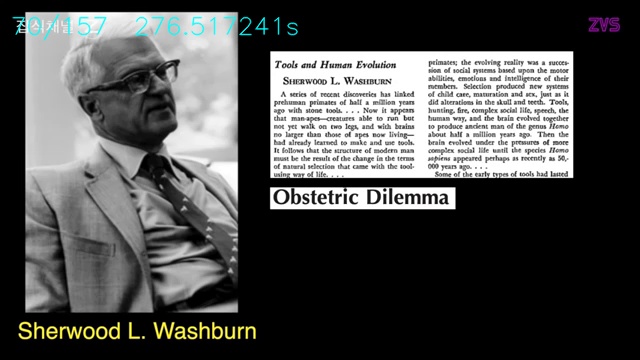 잡식채널
70/157 276.517241s
ZVS
Tools and Human Evolution
SHERWOOD L. WASHBURN
A series of recent discoveries has linked
prehuman primates of half a million years
ago with stone tools. . . . Now it appears
that man-apes—creatures able to run but
not yet walk on two legs, and with brains
no larger than those of apes now living—
had already learned to make and use tools.
It follows that the structure of modern man
must be the result of the change in the terms
of natural selection that came with the tool-
using way of life. . . .
primates; the evolving reality was a succes-
sion of social systems based upon the motor
abilities, emotions and intelligence of their
members. Selection produced new systems
of child care, maturation and sex, just as it
did alterations in the skull and teeth. Tools,
hunting, fire, complex social life, speech, the
human way, and the brain evolved together
to produce ancient man of the genus Homo
about half a million years ago. Then the
brain evolved under the pressures of more
complex social life until the species Homo
sapiens appeared perhaps as recently as 50,-
000 years ago. . . .
Some of the early types of tools had lasted
Obstetric Dilemma
Sherwood L. Washburn